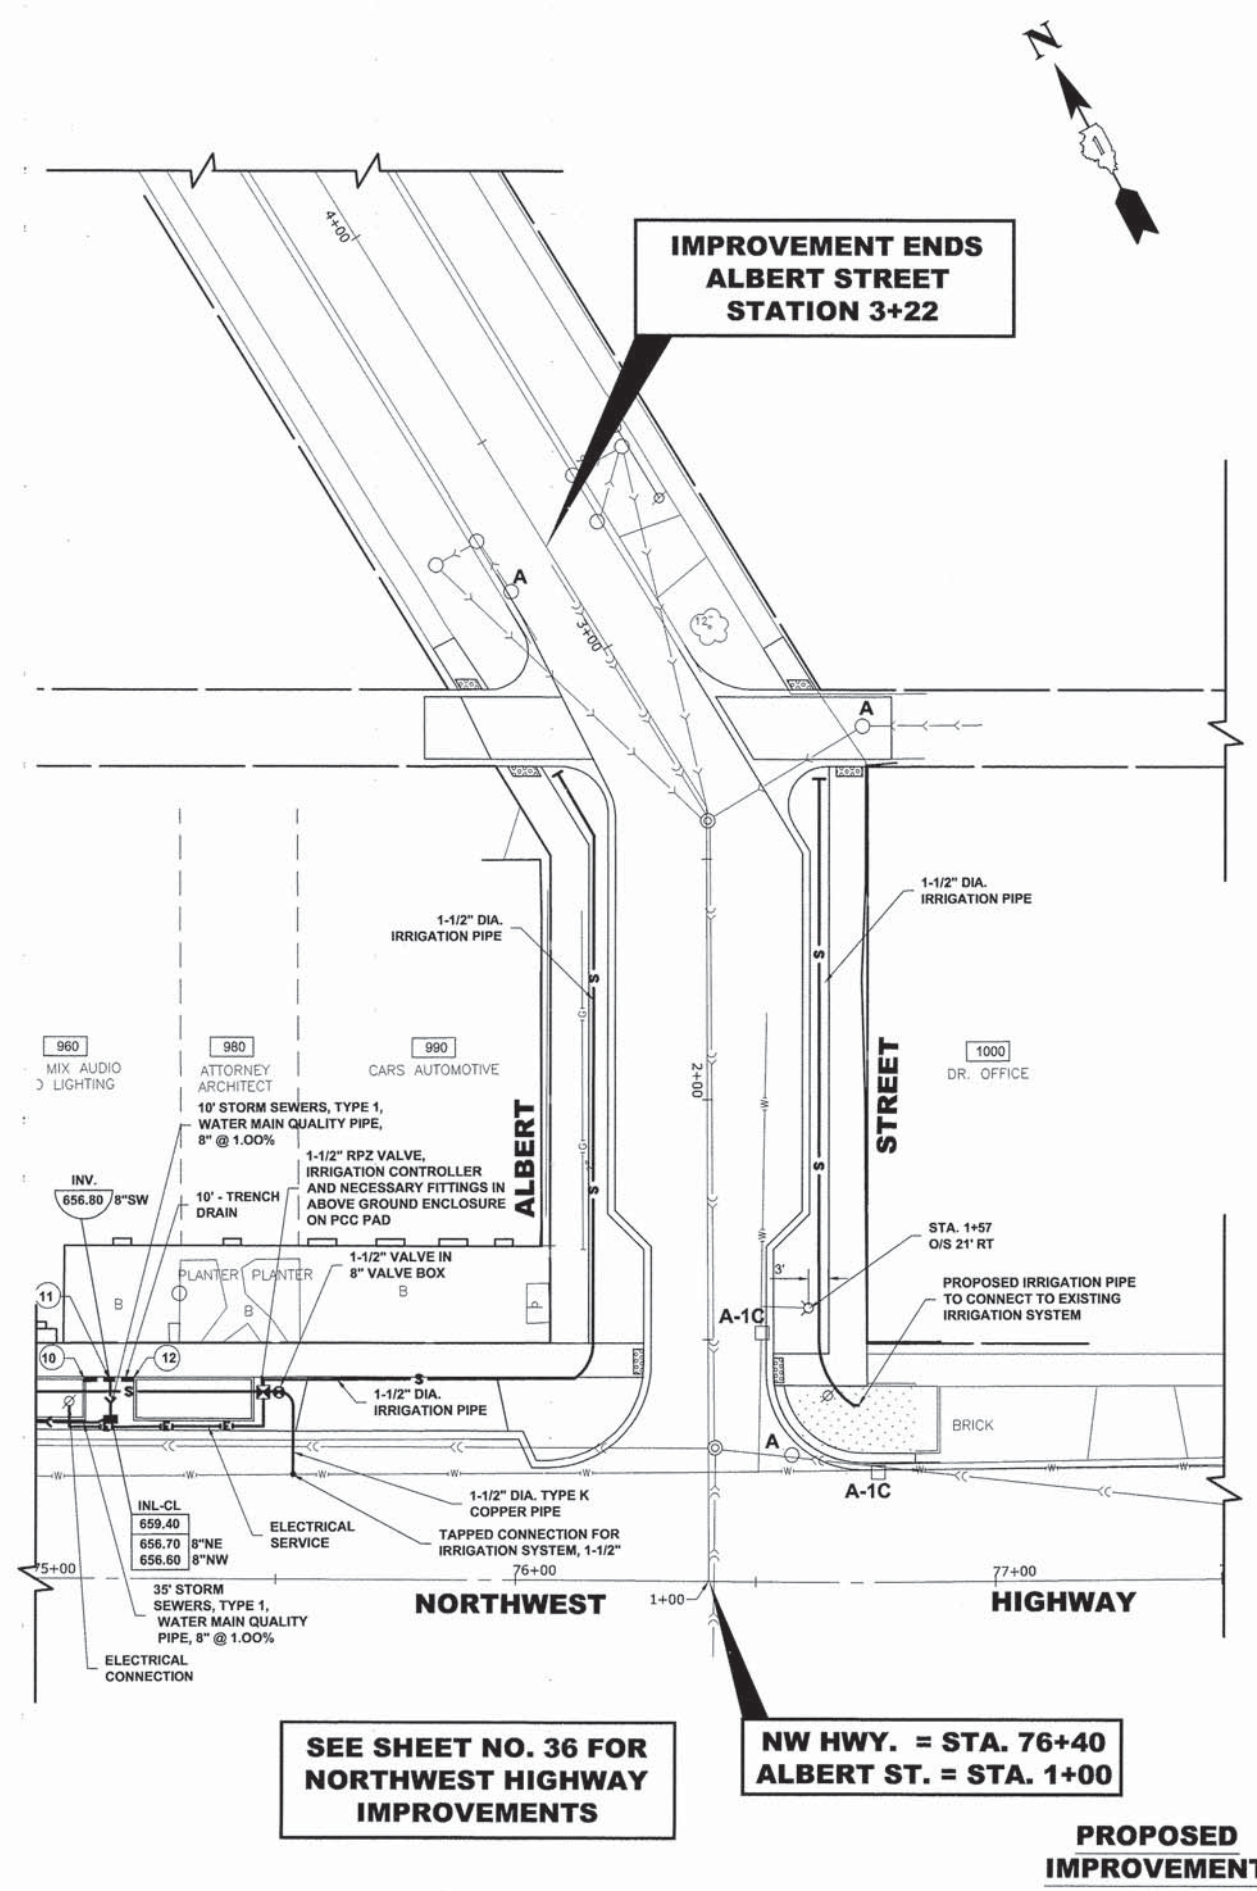 N
4+00
IMPROVEMENT ENDS
ALBERT STREET
STATION 3+22
A
3+00
12"
A
1-1/2" DIA.
IRRIGATION PIPE
1-1/2" DIA.
IRRIGATION PIPE
S
S
G
960
MIX AUDIO
LIGHTING
980
ATTORNEY
ARCHITECT
990
CARS AUTOMOTIVE
2+00
1000
DR. OFFICE
STREET
ALBERT
W
G
S
S
W
10' STORM SEWERS, TYPE 1,
WATER MAIN QUALITY PIPE,
8" @ 1.00%
1-1/2" RPZ VALVE,
IRRIGATION CONTROLLER
AND NECESSARY FITTINGS IN
ABOVE GROUND ENCLOSURE
ON PCC PAD
INV.
656.80 8"SW
10' - TRENCH
DRAIN
1-1/2" VALVE IN
8" VALVE BOX
STA. 1+57
O/S 21' RT
3'
PROPOSED IRRIGATION PIPE
TO CONNECT TO EXISTING
IRRIGATION SYSTEM
PLANTER PLANTER
B
B
B
11
10
12
A-1C
S
S
1-1/2" DIA.
IRRIGATION PIPE
BRICK
A
A-1C
W W W W W W W W W
1-1/2" DIA. TYPE K
COPPER PIPE
INL-CL
659.40
656.70 8"NE
656.60 8"NW
ELECTRICAL
SERVICE
TAPPED CONNECTION FOR
IRRIGATION SYSTEM, 1-1/2"
75+00
76+00
77+00
35' STORM
SEWERS, TYPE 1,
WATER MAIN QUALITY
PIPE, 8" @ 1.00%
NORTHWEST
1+00
HIGHWAY
ELECTRICAL
CONNECTION
SEE SHEET NO. 36 FOR
NORTHWEST HIGHWAY
IMPROVEMENTS
NW HWY. = STA. 76+40
ALBERT ST. = STA. 1+00
PROPOSED
IMPROVEMENT